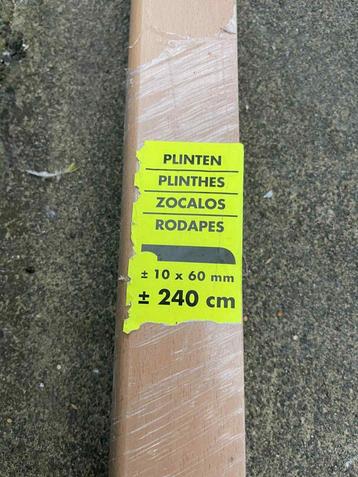 PLINTEN
PLINTHES
ZOCALOS
RODAPES
± 10 x 60 mm
± 240 cm